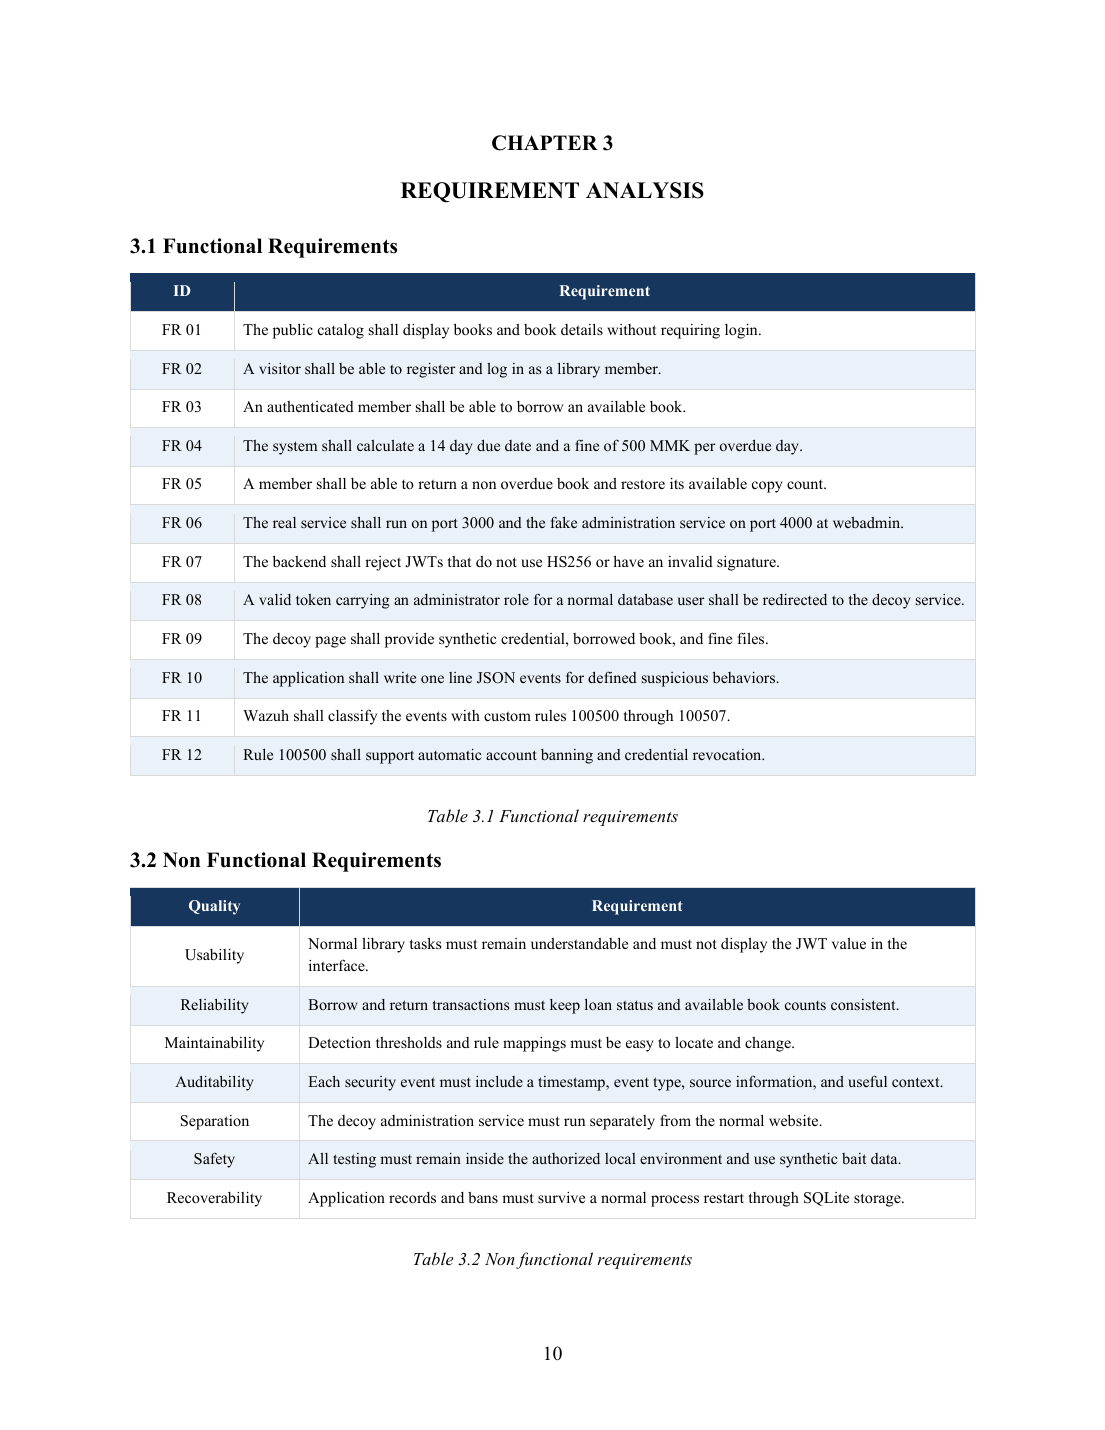 CHAPTER 3
REQUIREMENT ANALYSIS
3.1 Functional Requirements
ID Requirement
FR 01 The public catalog shall display books and book details without requiring login.
FR 02 A visitor shall be able to register and log in as a library member.
FR 03 An authenticated member shall be able to borrow an available book.
FR 04 The system shall calculate a 14 day due date and a fine of 500 MMK per overdue day.
FR 05 A member shall be able to return a non overdue book and restore its available copy count.
FR 06 The real service shall run on port 3000 and the fake administration service on port 4000 at webadmin.
FR 07 The backend shall reject JWTs that do not use HS256 or have an invalid signature.
FR 08 A valid token carrying an administrator role for a normal database user shall be redirected to the decoy service.
FR 09 The decoy page shall provide synthetic credential, borrowed book, and fine files.
FR 10 The application shall write one line JSON events for defined suspicious behaviors.
FR 11 Wazuh shall classify the events with custom rules 100500 through 100507.
FR 12 Rule 100500 shall support automatic account banning and credential revocation.
Table 3.1 Functional requirements
3.2 Non Functional Requirements
Quality Requirement
Usability Normal library tasks must remain understandable and must not display the JWT value in the
interface.
Reliability Borrow and return transactions must keep loan status and available book counts consistent.
Maintainability Detection thresholds and rule mappings must be easy to locate and change.
Auditability Each security event must include a timestamp, event type, source information, and useful context.
Separation The decoy administration service must run separately from the normal website.
Safety All testing must remain inside the authorized local environment and use synthetic bait data.
Recoverability Application records and bans must survive a normal process restart through SQLite storage.
Table 3.2 Non functional requirements
10